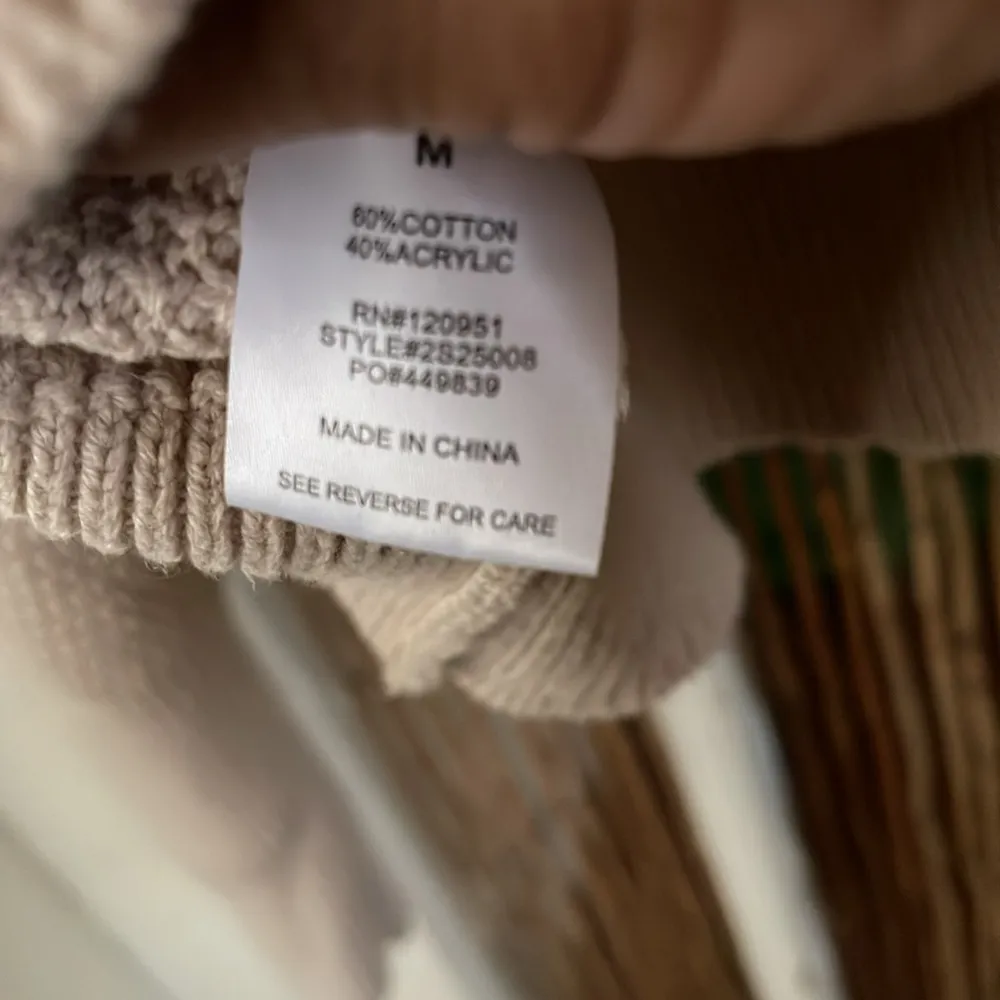 M
60%COTTON
40%ACRYLIC
RN#120951
STYLE#2S25008
PO#449839
MADE IN CHINA
SEE REVERSE FOR CARE